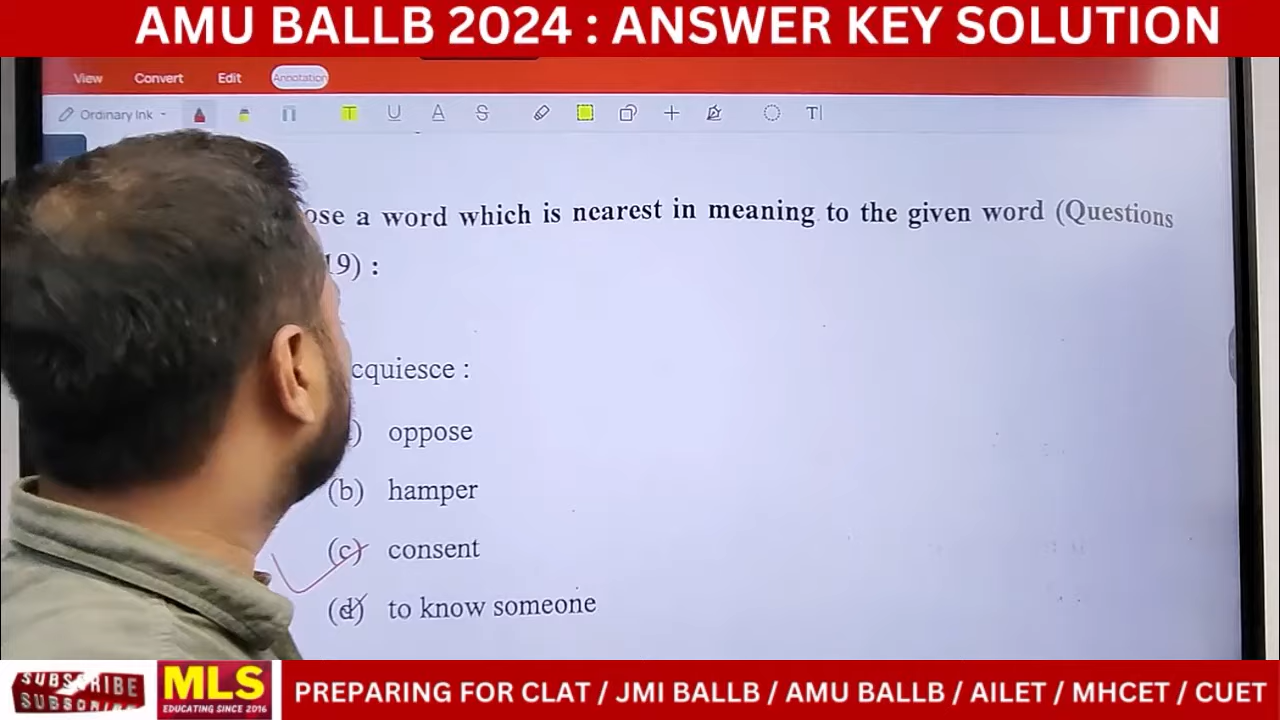 AMU BALLB 2024 : ANSWER KEY SOLUTION
View Convert Edit Annotation
Ordinary Ink
ose a word which is nearest in meaning to the given word (Questions
19) :
cquiesce :
) oppose
(b) hamper
(c) consent
(d) to know someone
SUBSCRIBE
MLS
EDUCATING SINCE 2016
PREPARING FOR CLAT / JMI BALLB / AMU BALLB / AILET / MHCET / CUET